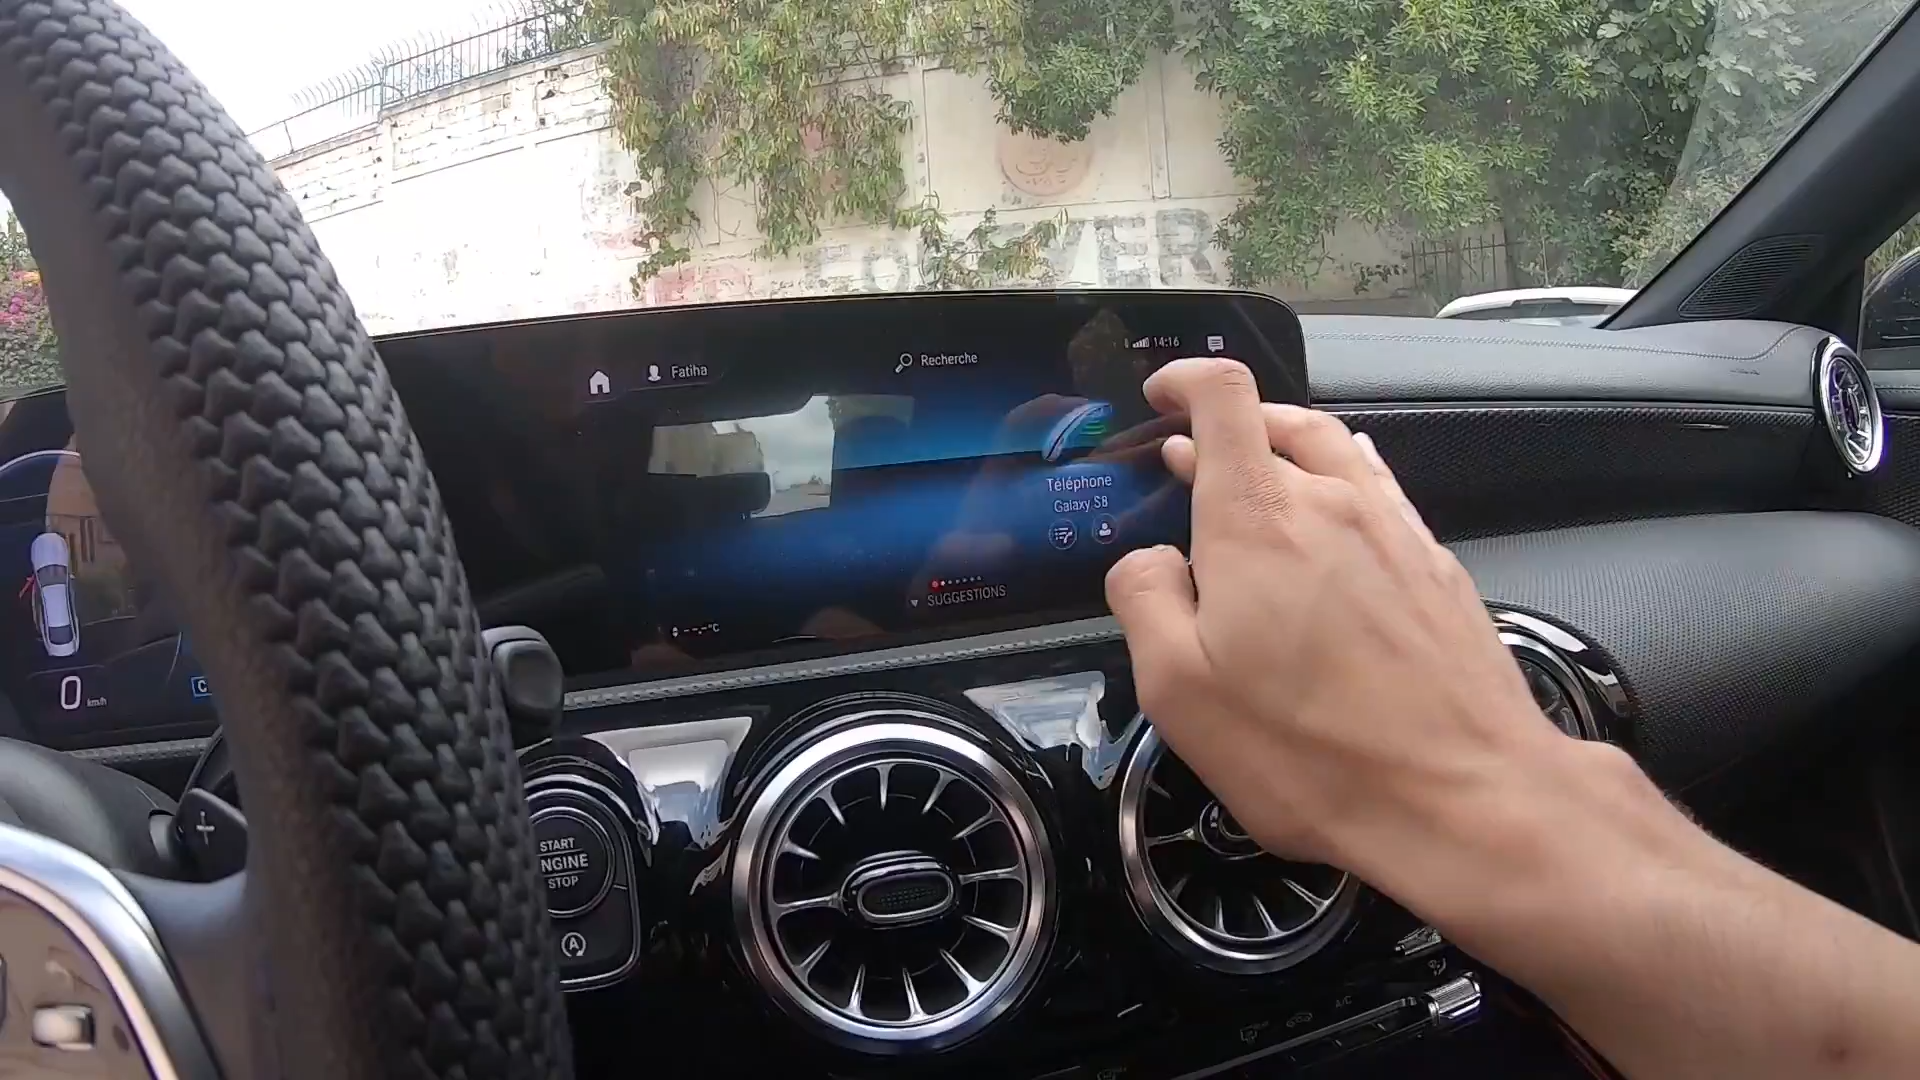 FOREVER
14:16
Fatiha
Recherche
Téléphone
Galaxy S8
SUGGESTIONS
--,-°C
0 km/h
C
START
ENGINE
STOP
A
A/C